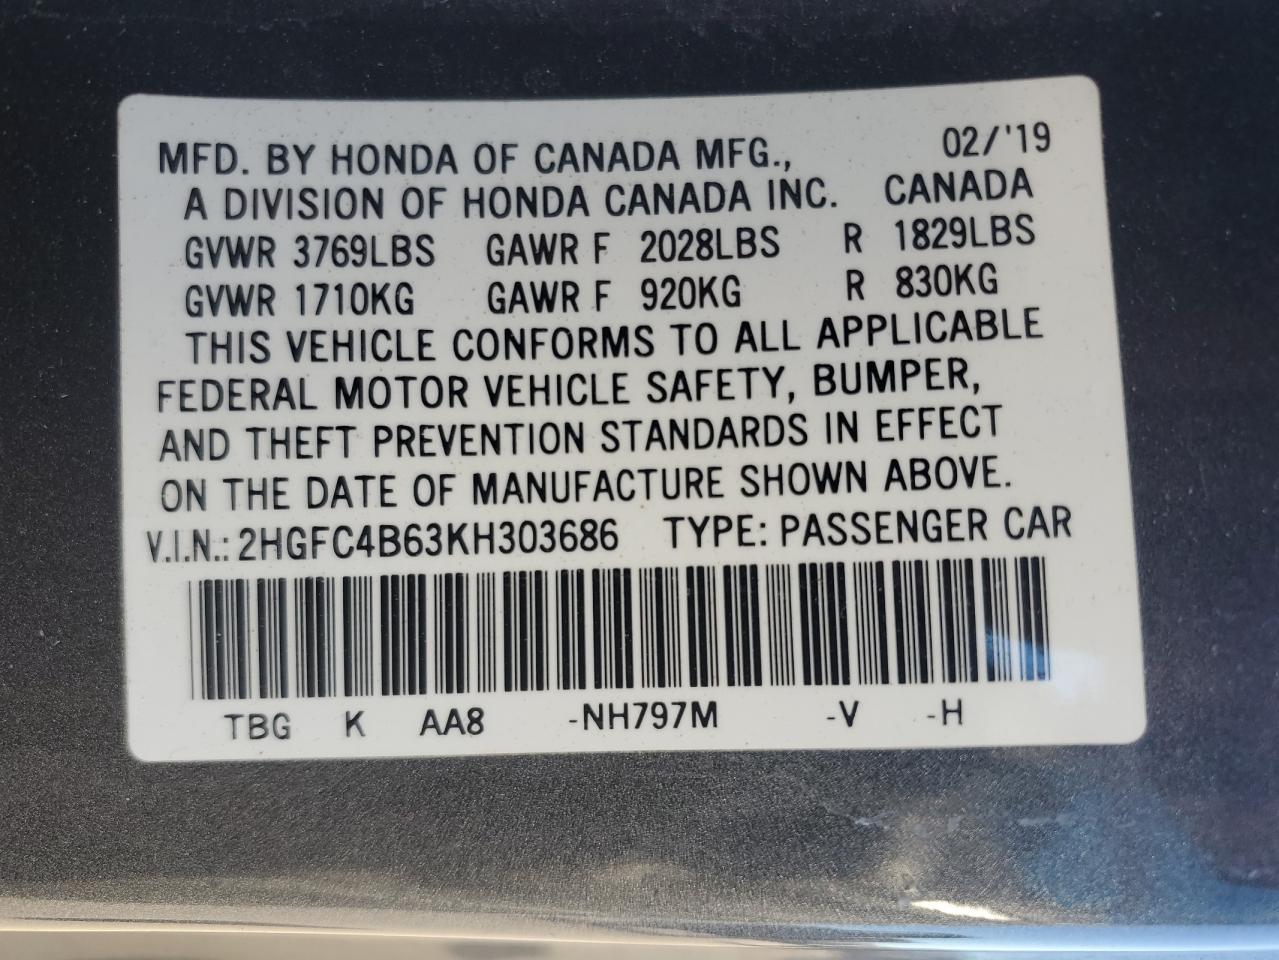 MFD. BY HONDA OF CANADA MFG., 02/'19
A DIVISION OF HONDA CANADA INC. CANADA
GVWR 3769LBS GAWR F 2028LBS R 1829LBS
GVWR 1710KG GAWR F 920KG R 830KG
THIS VEHICLE CONFORMS TO ALL APPLICABLE
FEDERAL MOTOR VEHICLE SAFETY, BUMPER,
AND THEFT PREVENTION STANDARDS IN EFFECT
ON THE DATE OF MANUFACTURE SHOWN ABOVE.
V.I.N.: 2HGFC4B63KH303686 TYPE: PASSENGER CAR
TBG K AA8 -NH797M -V -H